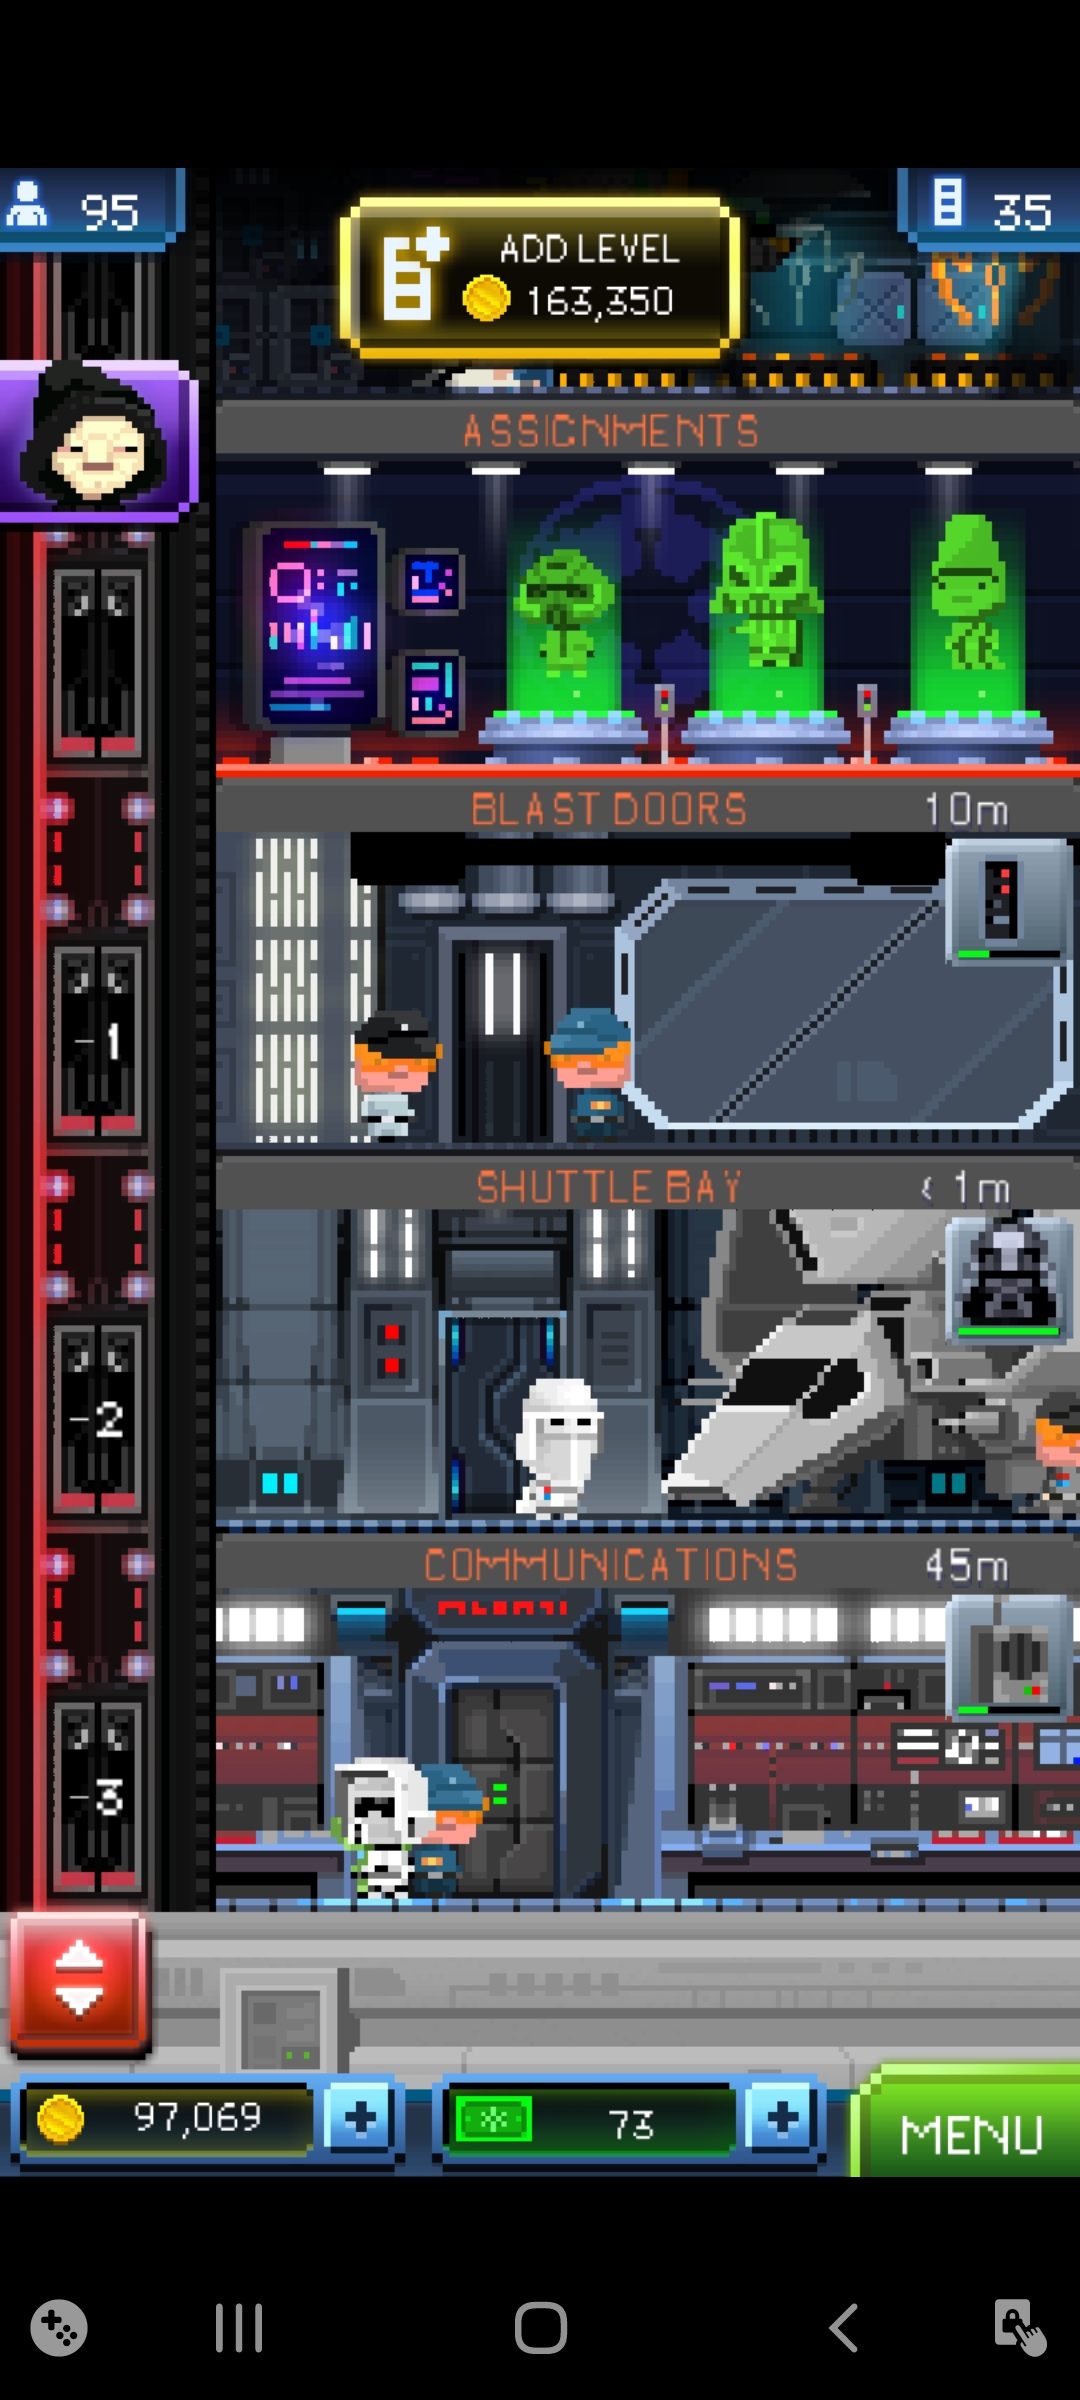 95
ADD LEVEL
163,350
35
ASSIGNMENTS
BLAST DOORS 10m
-1
SHUTTLE BAY < 1m
-2
COMMUNICATIONS 45m
-3
97,069
73
MENU